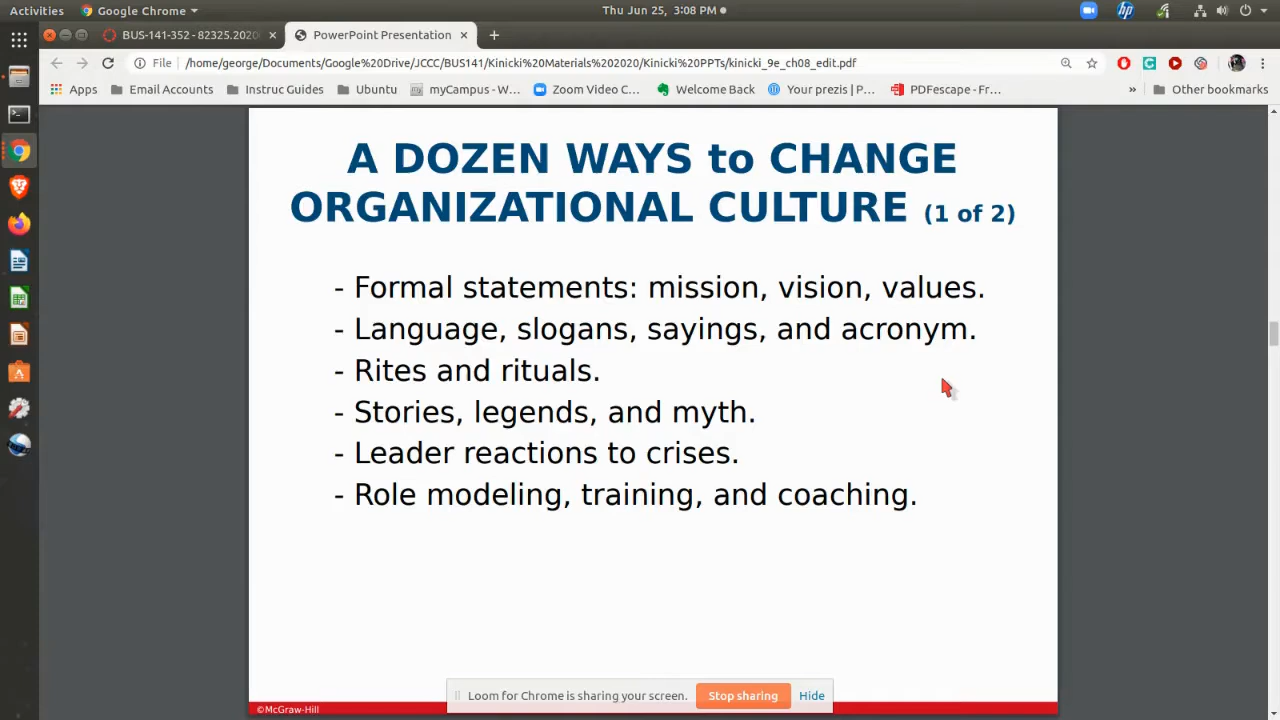 Activities
Google Chrome
Thu Jun 25, 3:08 PM
BUS-141-352 - 82325.2020
PowerPoint Presentation
File
/home/george/Documents/Google%20Drive/JCCC/BUS141/Kinicki%20Materials%202020/Kinicki%20PPTs/kinicki_9e_ch08_edit.pdf
Apps
Email Accounts
Instruc Guides
Ubuntu
myCampus - W...
Zoom Video C...
Welcome Back
Your prezis | P...
PDFescape - Fr...
»
Other bookmarks
A DOZEN WAYS to CHANGE
ORGANIZATIONAL CULTURE (1 of 2)
- Formal statements: mission, vision, values.
- Language, slogans, sayings, and acronym.
- Rites and rituals.
- Stories, legends, and myth.
- Leader reactions to crises.
- Role modeling, training, and coaching.
Loom for Chrome is sharing your screen.
Stop sharing
Hide
©McGraw-Hill